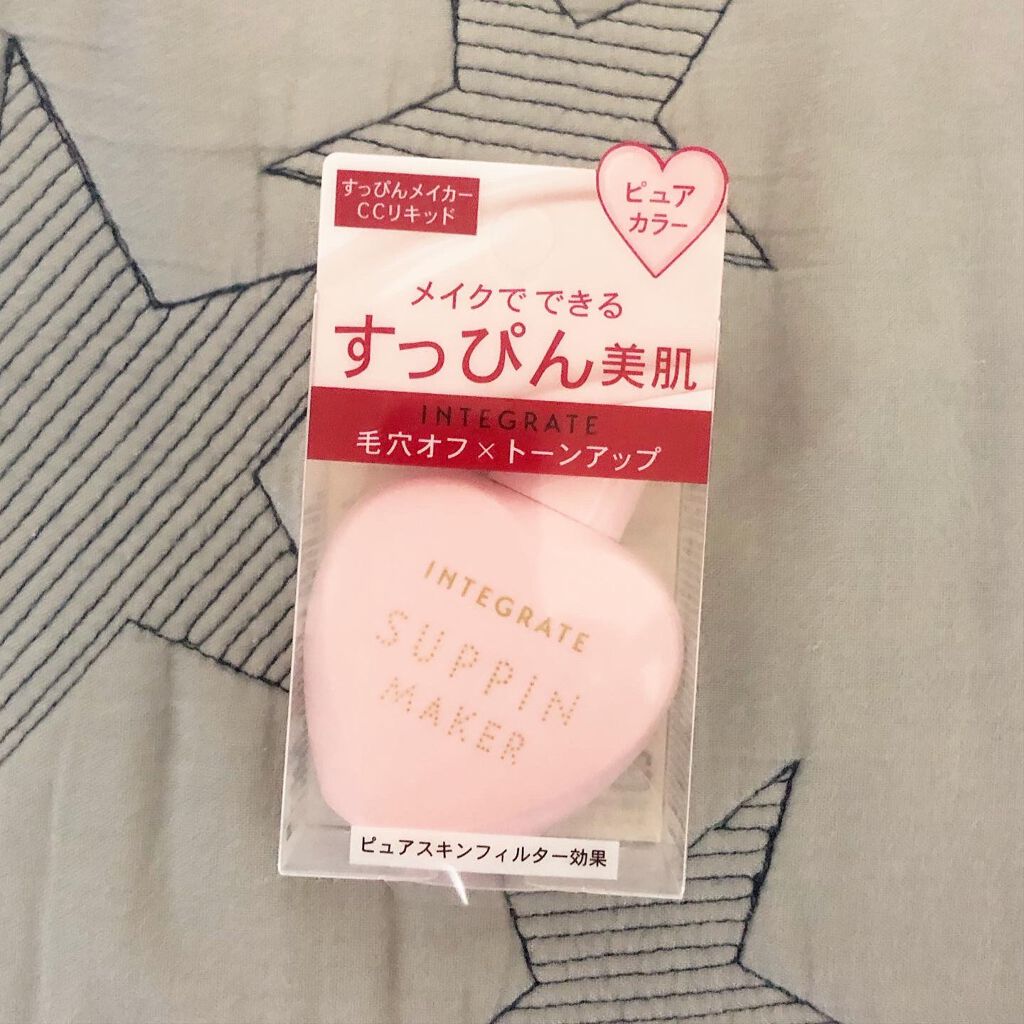 すっぴんメイカー
CCリキッド
ピュア
カラー
メイクで できる
すっぴん美肌
INTEGRATE
毛穴オフ×トーンアップ
INTEGRATE
SUPPIN
MAKER
ピュアスキンフィルター効果